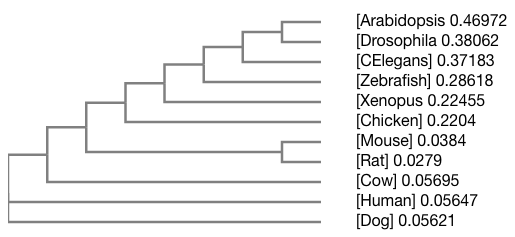 [Arabidopsis 0.46972
[Drosophila 0.38062
[CElegans] 0.37183
[Zebrafish] 0.28618
[Xenopus 0.22455
[Chicken] 0.2204
[Mouse] 0.0384
[Rat] 0.0279
[Cow] 0.05695
[Human] 0.05647
[Dog] 0.05621